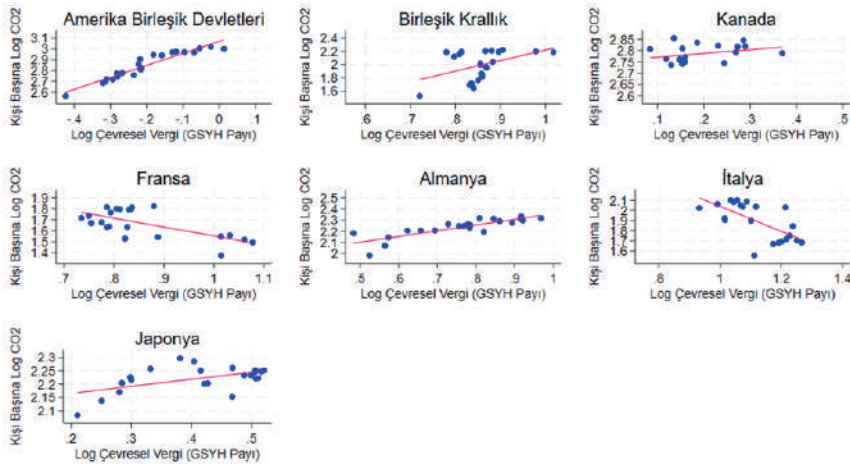 Amerika Birleşik Devletleri
Kişi Başına Log CO2
3.1
3
2.9
2.8
2.7
2.6
-.4 -.3 -.2 -.1 0 .1
Log Çevresel Vergi (GSYH Payı)
Birleşik Krallık
Kişi Başına Log CO2
2.4
2.2
2
1.8
1.6
.6 .7 .8 .9 1
Log Çevresel Vergi (GSYH Payı)
Kanada
Kişi Başına Log CO2
2.85
2.8
2.75
2.7
2.65
2.6
.1 .2 .3 .4 .5
Log Çevresel Vergi (GSYH Payı)
Fransa
Kişi Başına Log CO2
1.9
1.8
1.7
1.6
1.5
1.4
.7 .8 .9 1 1.1
Log Çevresel Vergi (GSYH Payı)
Almanya
Kişi Başına Log CO2
2.5
2.4
2.3
2.2
2.1
2
.5 .6 .7 .8 .9 1
Log Çevresel Vergi (GSYH Payı)
İtalya
Kişi Başına Log CO2
2.1
2
1.9
1.8
1.7
1.6
.8 1 1.2 1.4
Log Çevresel Vergi (GSYH Payı)
Japonya
Kişi Başına Log CO2
2.3
2.25
2.2
2.15
2.1
.2 .3 .4 .5
Log Çevresel Vergi (GSYH Payı)